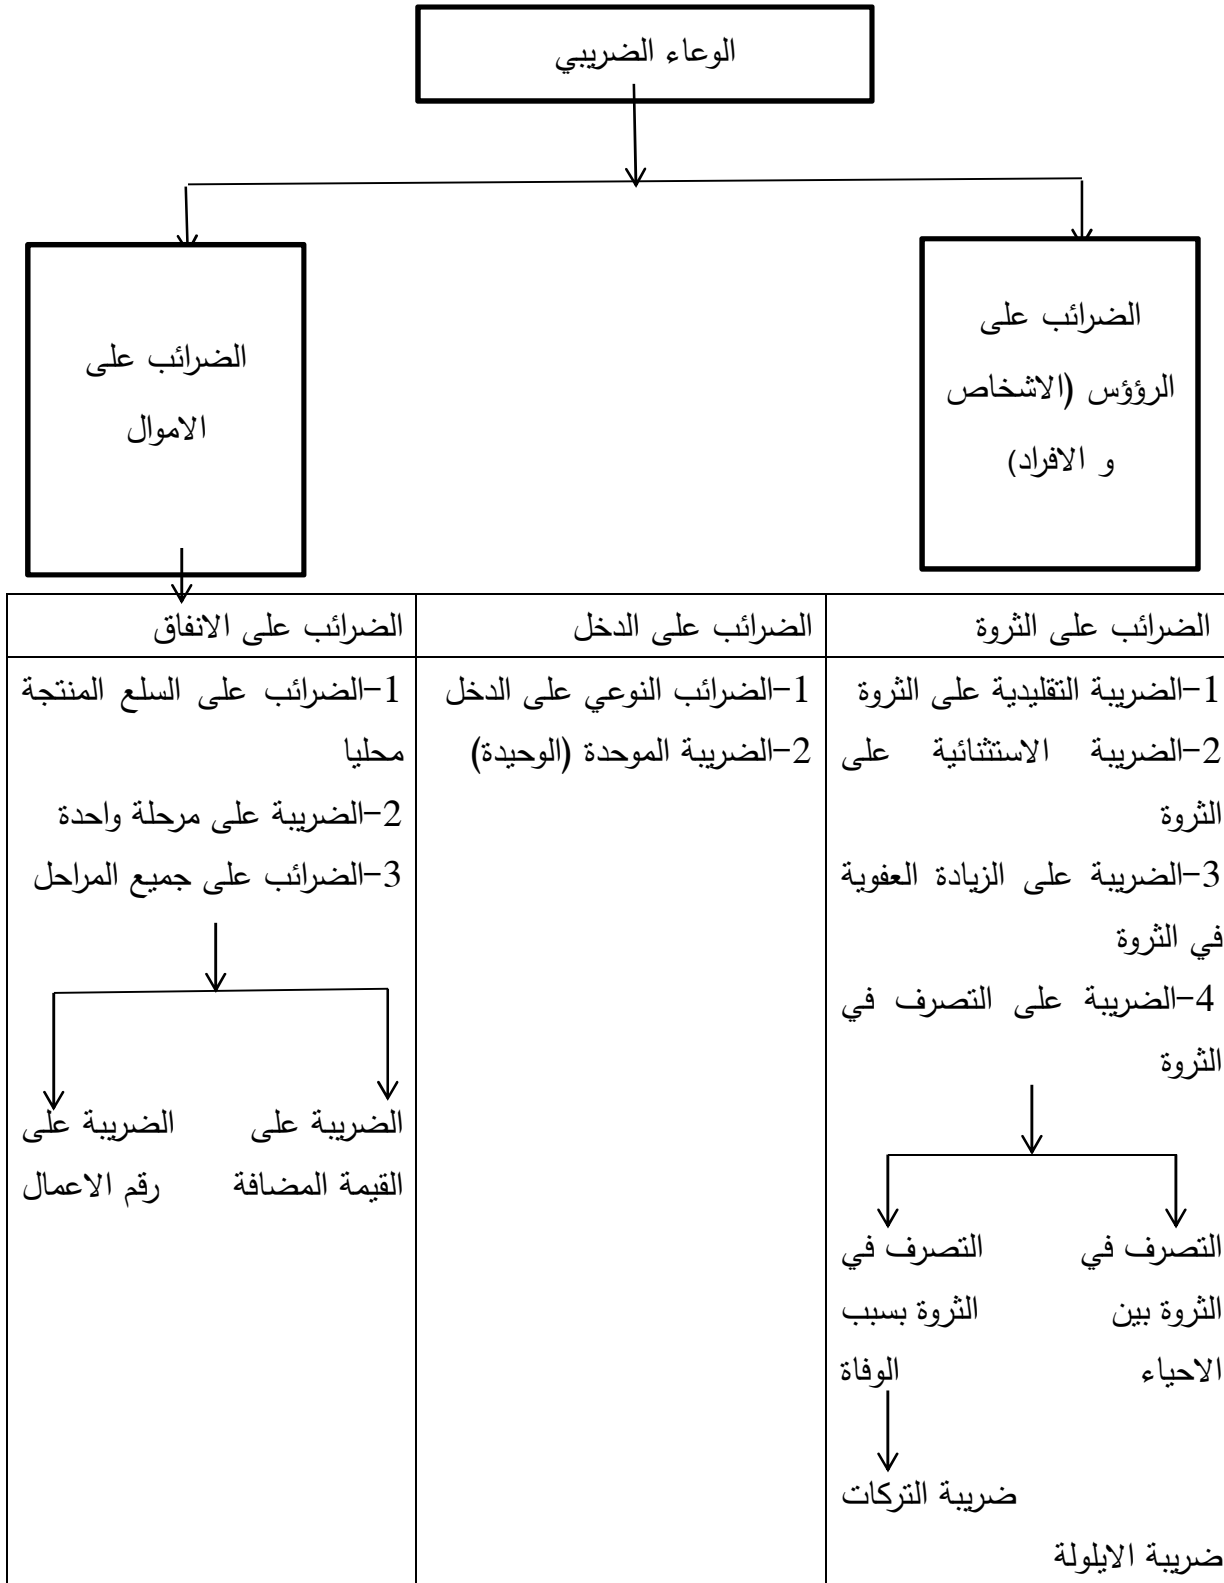 الوعاء الضريبي
الضرائب على
الرؤؤس (الاشخاص
و الافراد)
الضرائب على
الاموال
الضرائب على الثروة
الضرائب على الدخل
الضرائب على الانفاق
1-الضريبة التقليدية على الثروة
2-الضريبة الاستثنائية على
الثروة
3-الضريبة على الزيادة العفوية
في الثروة
4-الضريبة على التصرف في
الثروة
التصرف في
الثروة بين
الاحياء
التصرف في
الثروة بسبب
الوفاة
ضريبة التركات
ضريبة الايلولة
1-الضرائب النوعي على الدخل
2-الضريبة الموحدة (الوحيدة)
1-الضرائب على السلع المنتجة
محليا
2-الضريبة على مرحلة واحدة
3-الضرائب على جميع المراحل
الضريبة على
القيمة المضافة
الضريبة على
رقم الاعمال